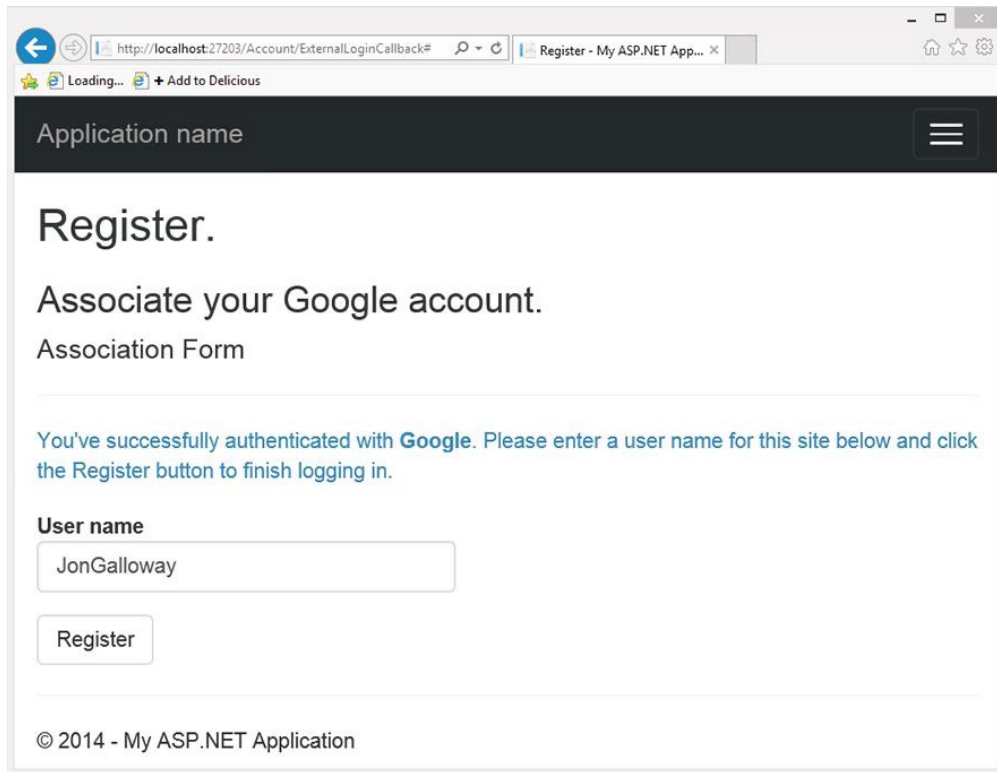 http://localhost:27203/Account/ExternalLoginCallback#
Register - My ASP.NET App...
Loading...
+ Add to Delicious
Application name
Register.
Associate your Google account.
Association Form
You've successfully authenticated with Google. Please enter a user name for this site below and click
the Register button to finish logging in.
User name
JonGalloway
Register
© 2014 - My ASP.NET Application